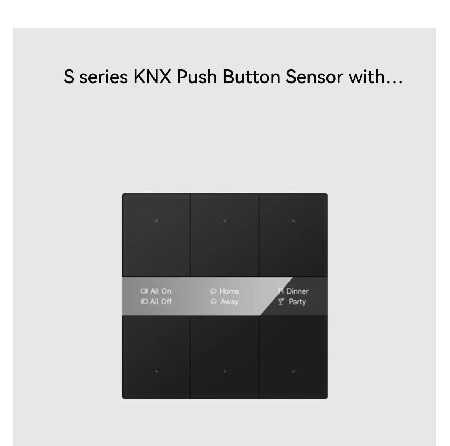 S series KNX Push Button Sensor with...
All On Home Dinner
All Off Away Party